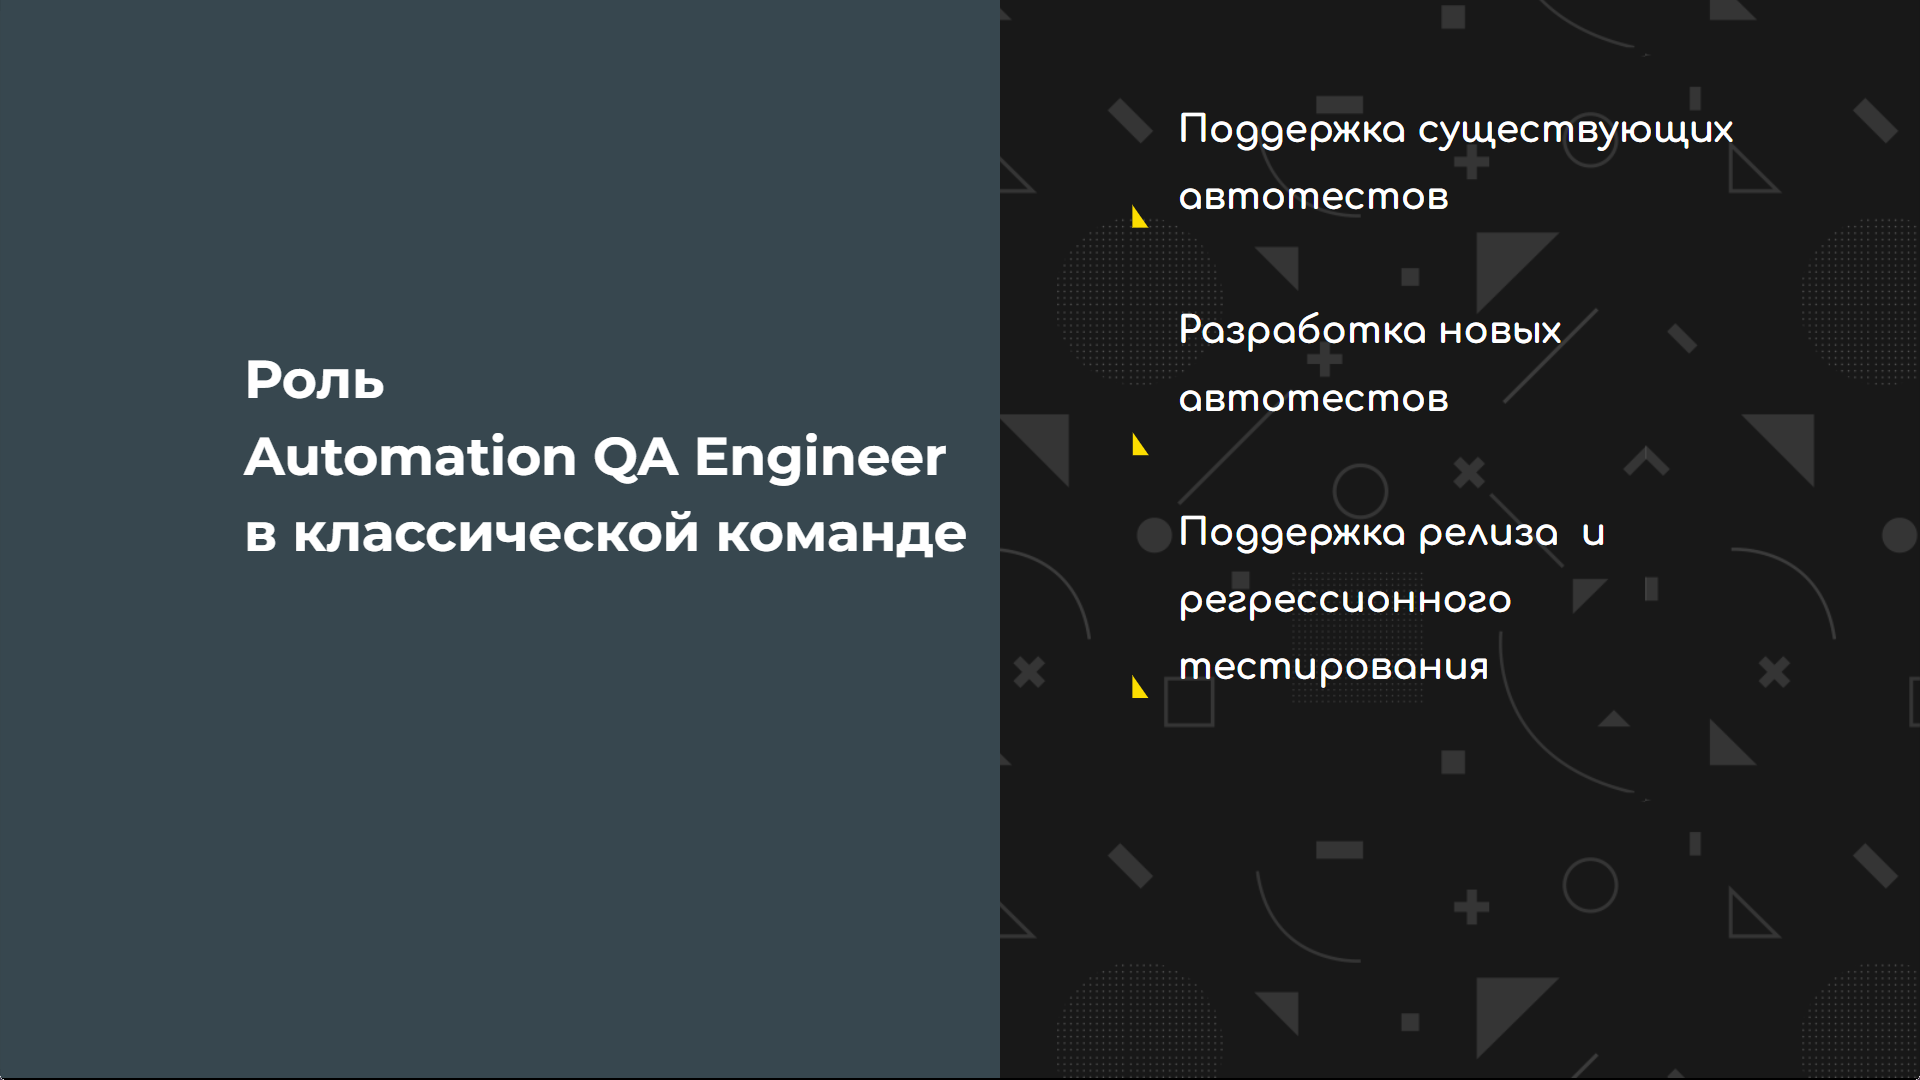 Роль
Automation QA Engineer
в классической команде
Поддержка существующих
автотестов
Разработка новых
автотестов
Поддержка релиза  и
регрессионного
тестирования